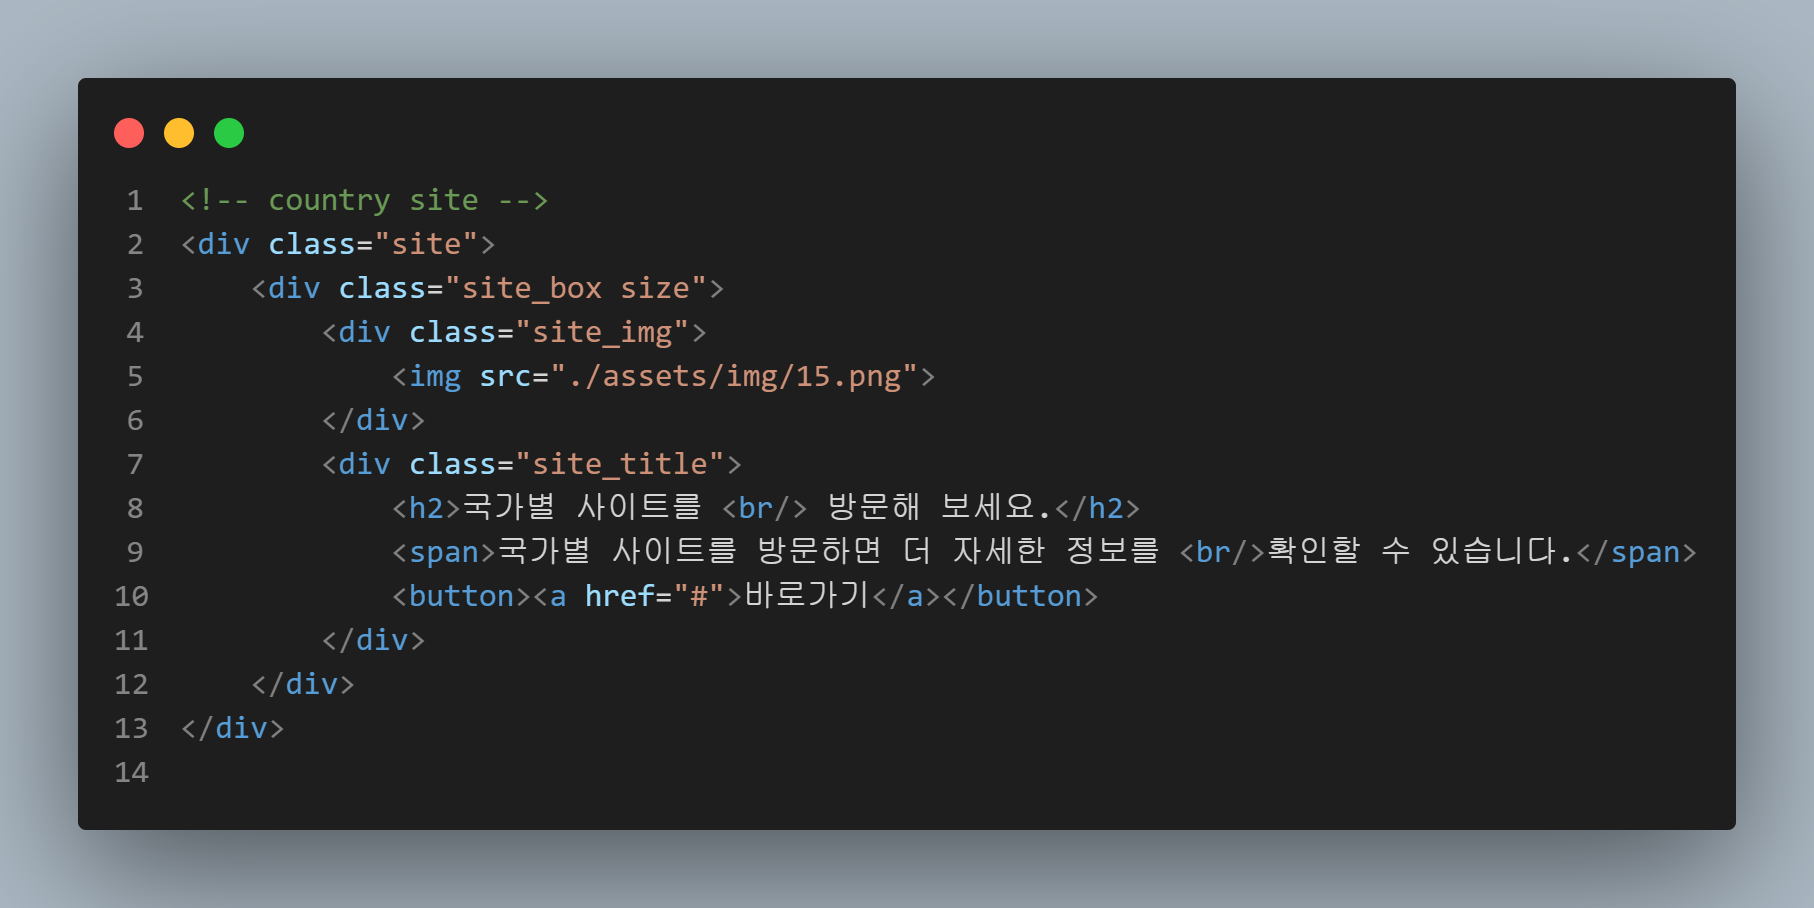 1 <!-- country site -->
2 <div class="site">
3     <div class="site_box size">
4         <div class="site_img">
5             <img src="./assets/img/15.png">
6         </div>
7         <div class="site_title">
8             <h2>국가별 사이트를 <br/> 방문해 보세요.</h2>
9             <span>국가별 사이트를 방문하면 더 자세한 정보를 <br/>확인할 수 있습니다.</span>
10             <button><a href="#">바로가기</a></button>
11         </div>
12     </div>
13 </div>
14